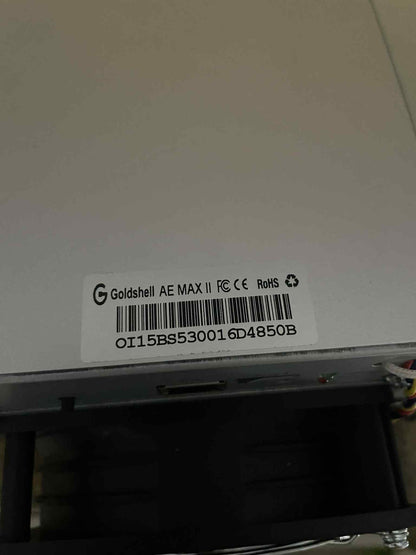 Goldshell AE MAX II FC CE RoHS
OI15BS530016D4850B